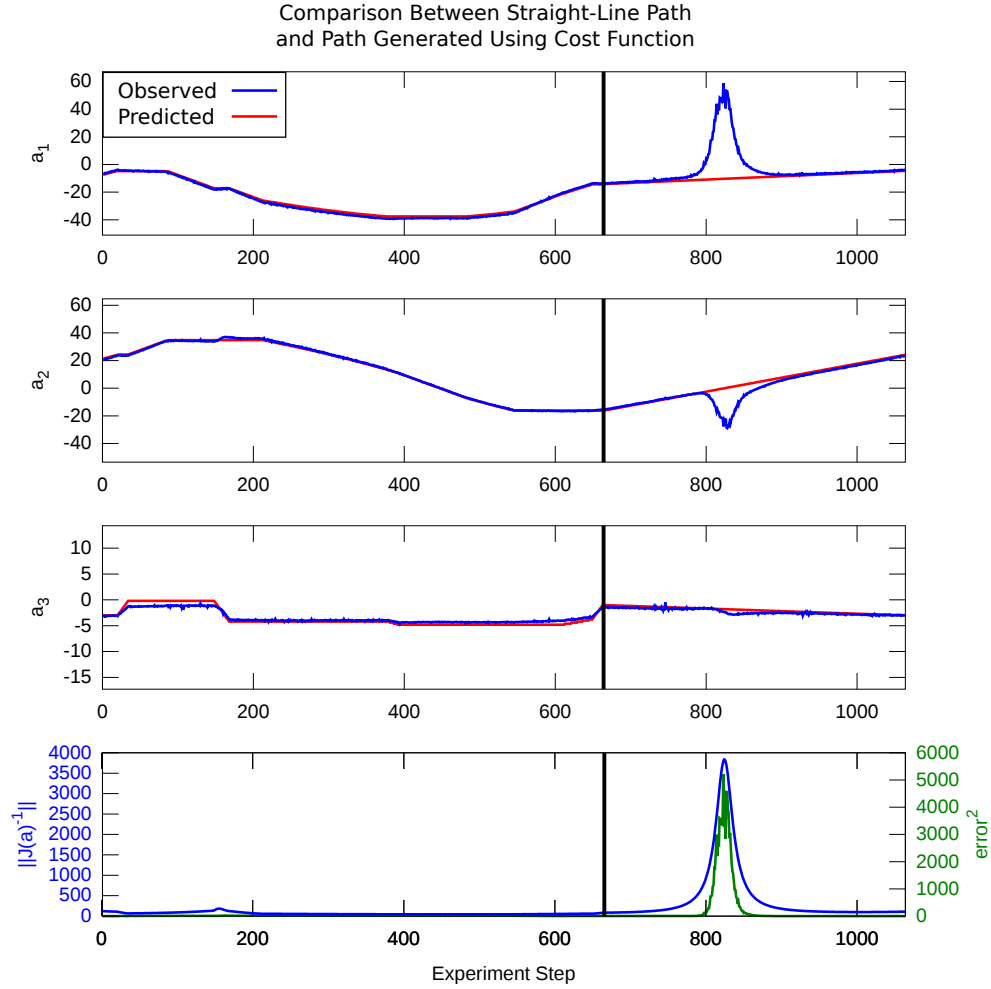 Comparison Between Straight-Line Path
and Path Generated Using Cost Function
Observed
Predicted
a1
60
40
20
0
-20
-40
0 200 400 600 800 1000
a2
60
40
20
0
-20
-40
0 200 400 600 800 1000
a3
10
5
0
-5
-10
-15
0 200 400 600 800 1000
||J(a)^-1||
4000
3500
3000
2500
2000
1500
1000
500
0
6000
5000
4000
3000
2000
1000
0
error^2
0 200 400 600 800 1000
Experiment Step